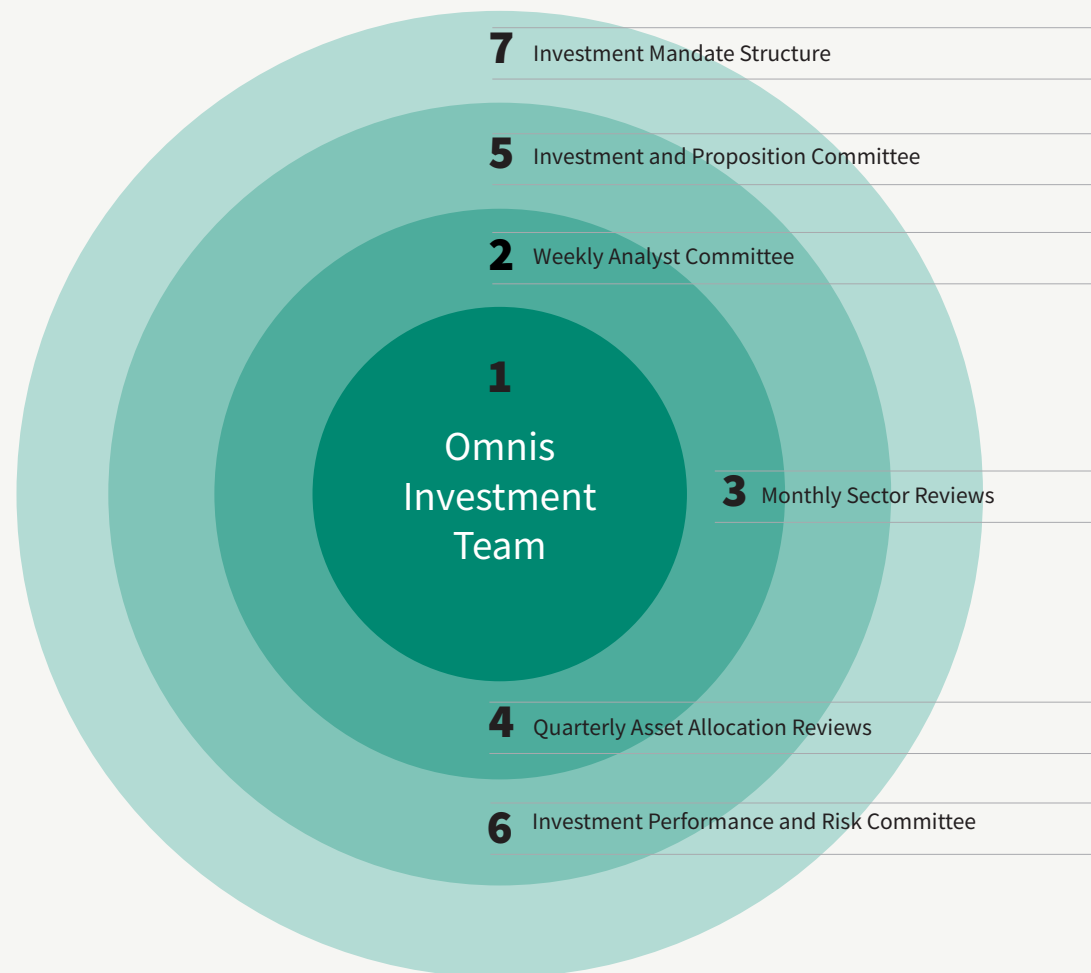 7 Investment Mandate Structure
5 Investment and Proposition Committee
2 Weekly Analyst Committee
1
Omnis
Investment
Team
3 Monthly Sector Reviews
4 Quarterly Asset Allocation Reviews
6 Investment Performance and Risk Committee